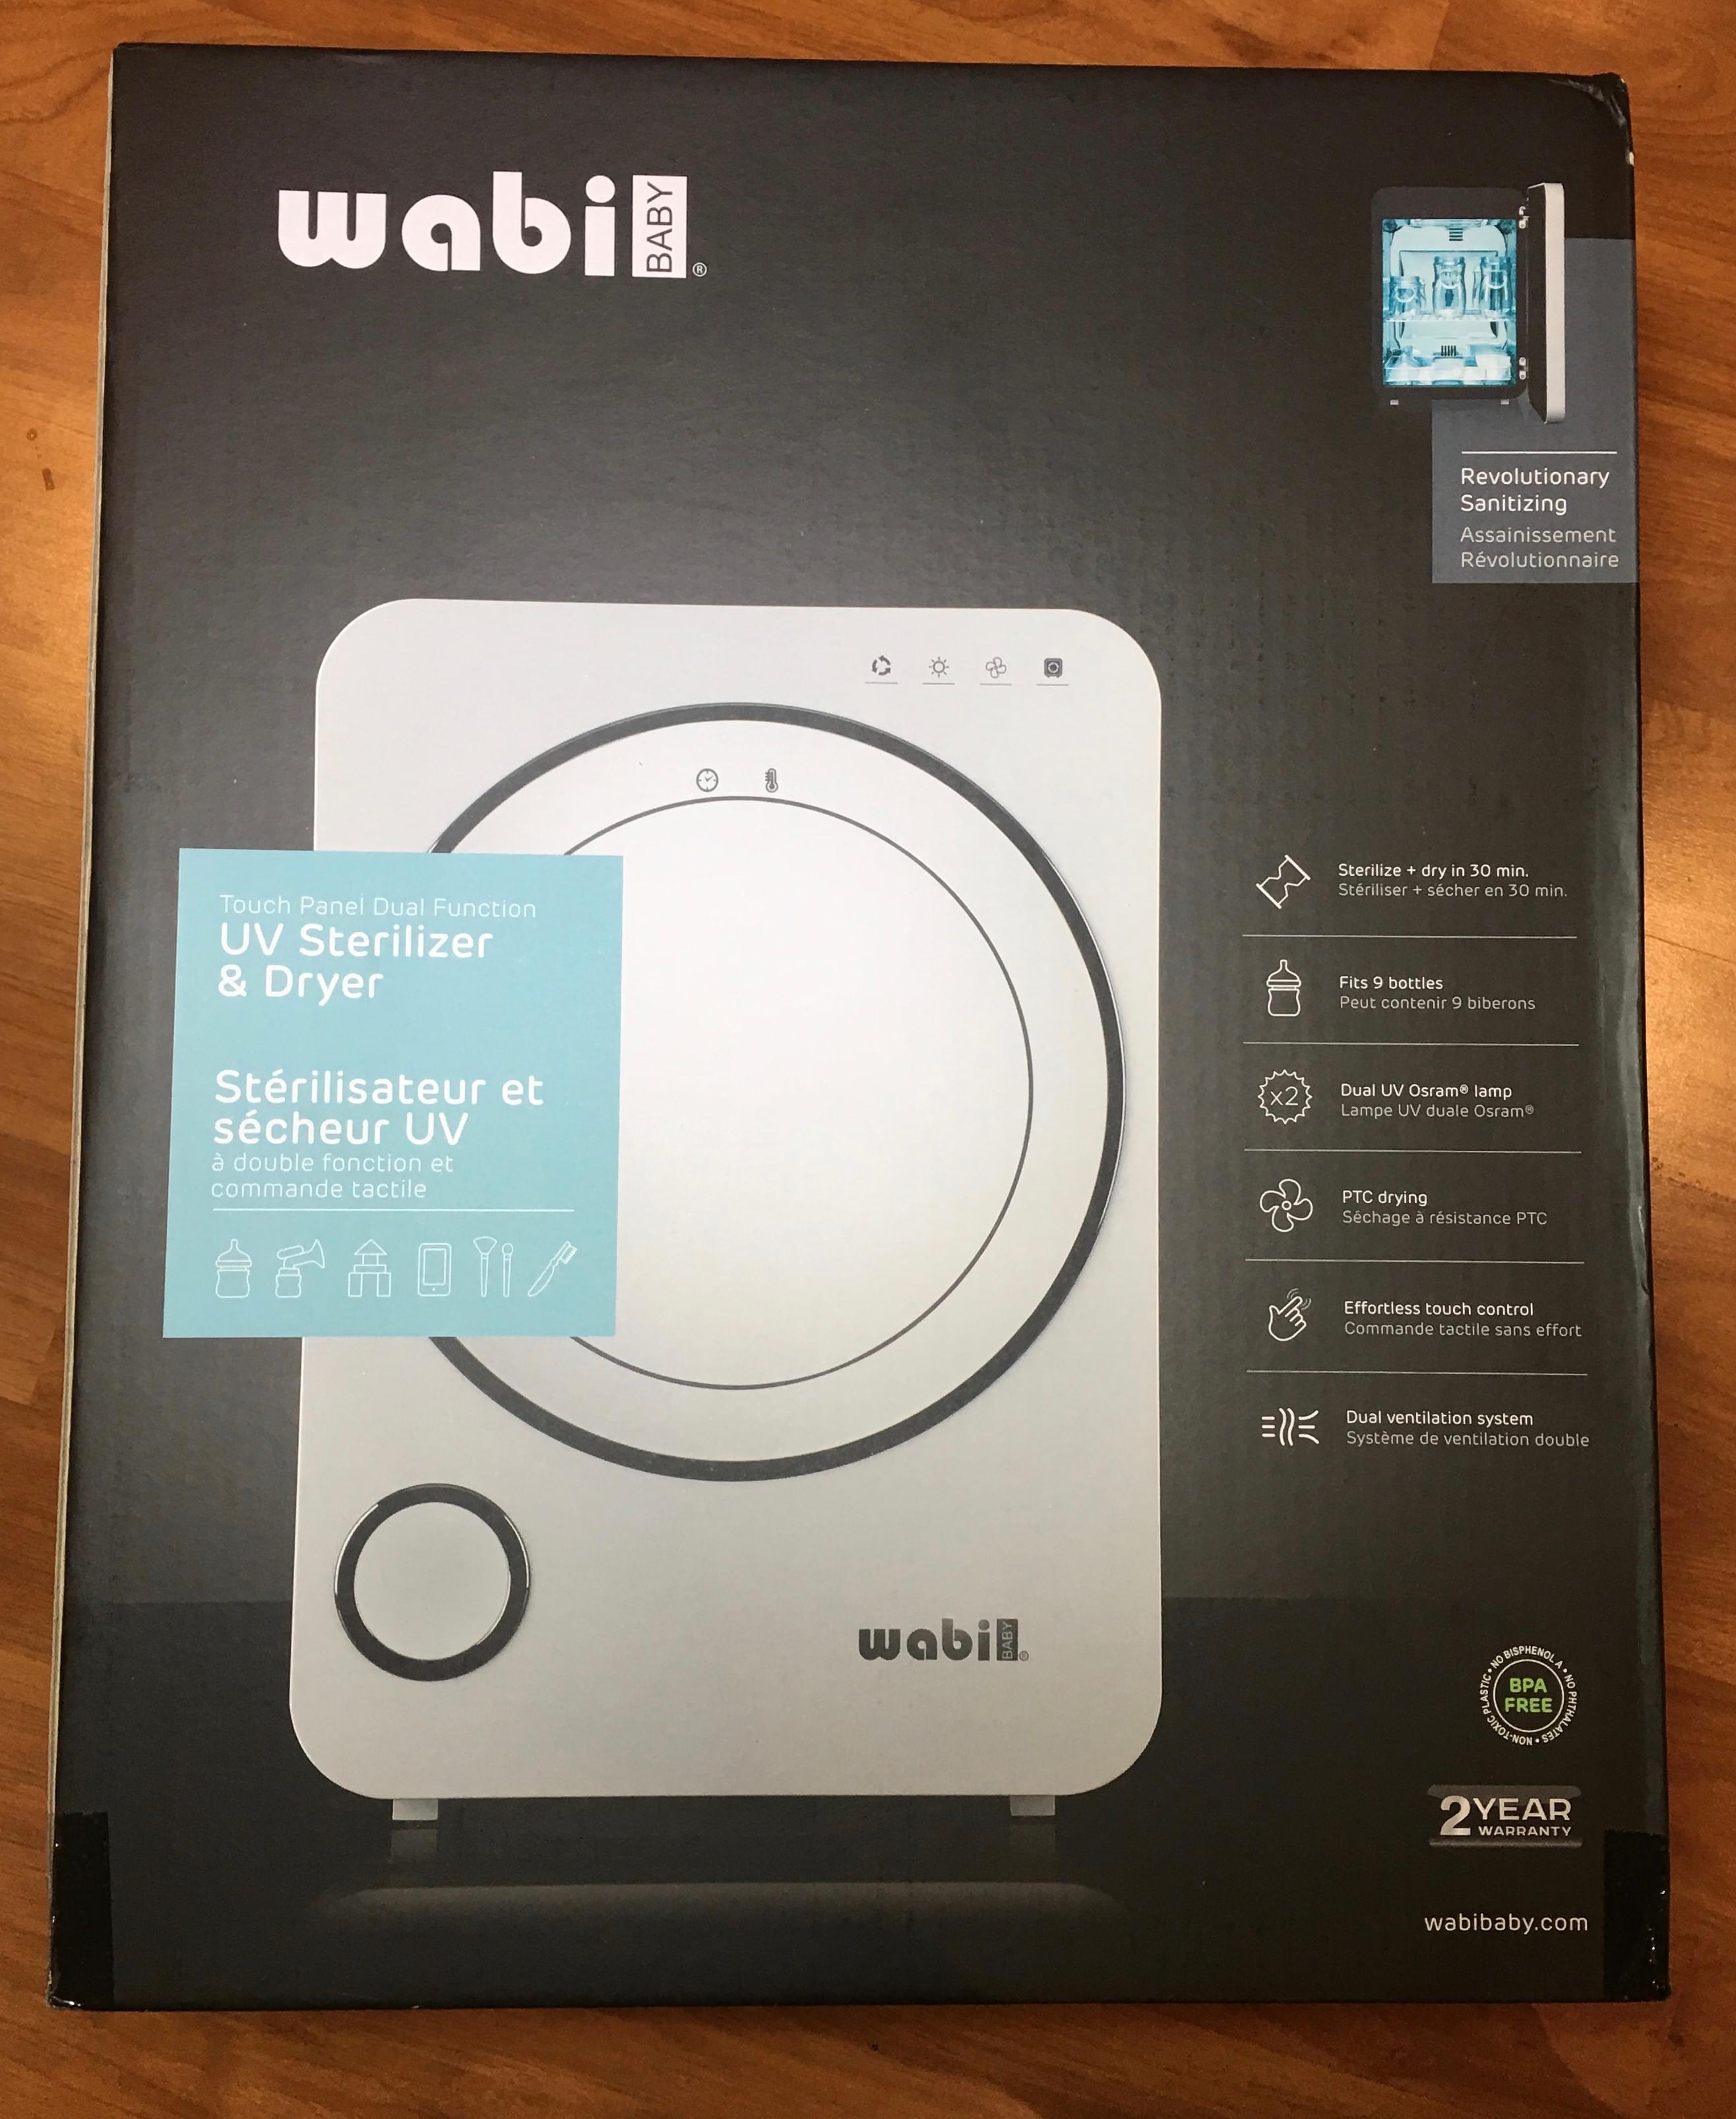 wabi BABY ®
Revolutionary
Sanitizing
Assainissement
Révolutionnaire
Touch Panel Dual Function
UV Sterilizer
& Dryer
Stérilisateur et
sécheur UV
à double fonction et
commande tactile
Sterilize + dry in 30 min.
Stériliser + sécher en 30 min.
Fits 9 bottles
Peut contenir 9 biberons
x2
Dual UV Osram® lamp
Lampe UV duale Osram®
PTC drying
Séchage à résistance PTC
Effortless touch control
Commande tactile sans effort
Dual ventilation system
Système de ventilation double
wabi BABY ®
NO BISPHENOL A • NO PHTHALATES • NON-TOXIC PLASTIC •
BPA
FREE
2 YEAR
WARRANTY
wabibaby.com